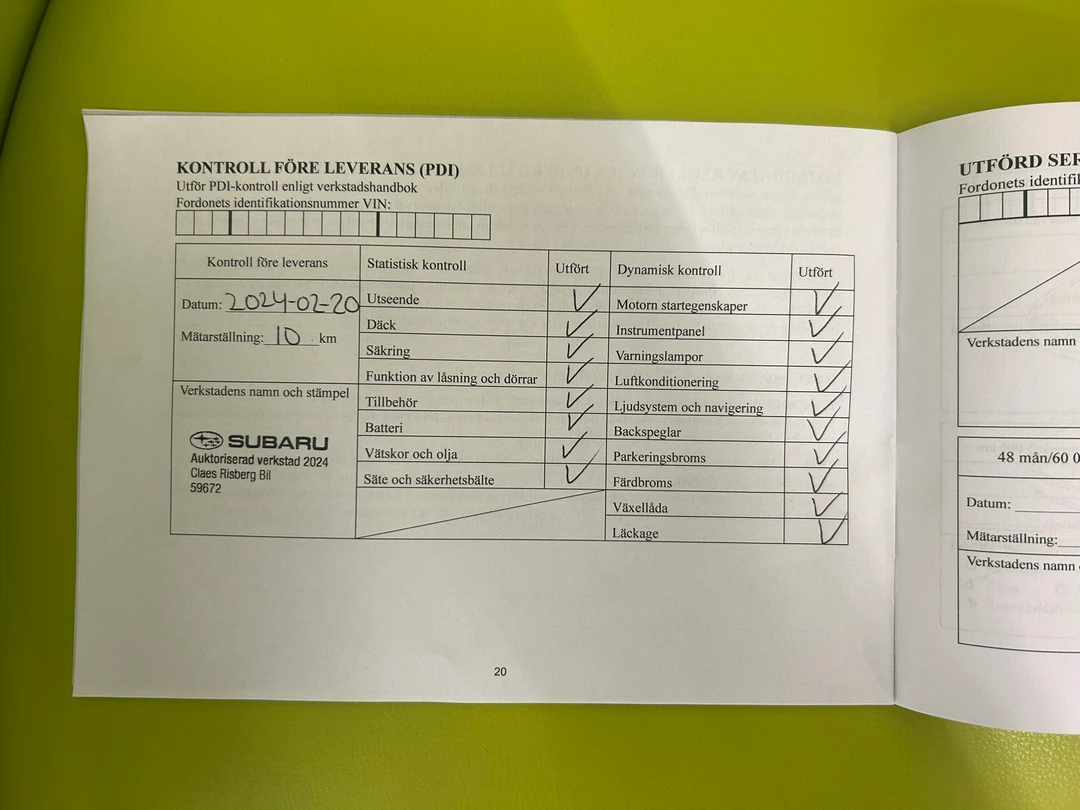 KONTROLL FÖRE LEVERANS (PDI)
Utför PDI-kontroll enligt verkstadshandbok
Fordonets identifikationsnummer VIN:
Kontroll före leverans
Statistisk kontroll
Utfört
Dynamisk kontroll
Utfört
Datum: 2024-02-20
Mätarställning: 10 km
Verkstadens namn och stämpel
SUBARU
Auktoriserad verkstad 2024
Claes Risberg Bil
59672
Utseende
Däck
Säkring
Funktion av låsning och dörrar
Tillbehör
Batteri
Vätskor och olja
Säte och säkerhetsbälte
Motorn startegenskaper
Instrumentpanel
Varningslampor
Luftkonditionering
Ljudsystem och navigering
Backspeglar
Parkeringsbroms
Färdbroms
Växellåda
Läckage
20
UTFÖRD SER
Fordonets identifik
Verkstadens namn
48 mån/60 0
Datum:
Mätarställning:
Verkstadens namn